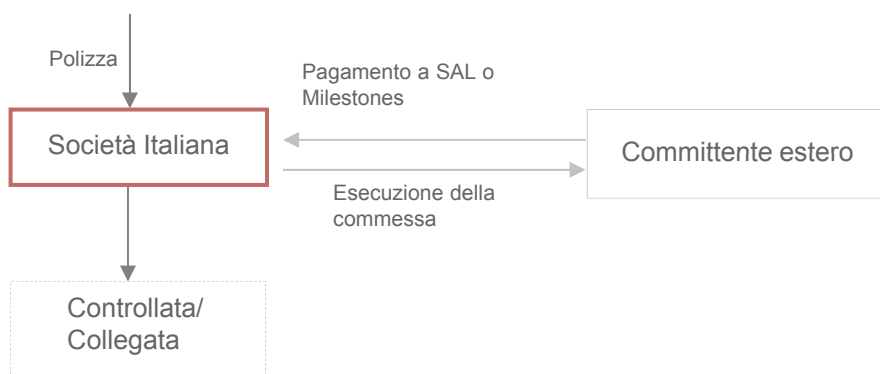 Polizza
Pagamento a SAL o
Milestones
Società Italiana
Committente estero
Esecuzione della
commessa
Controllata/
Collegata